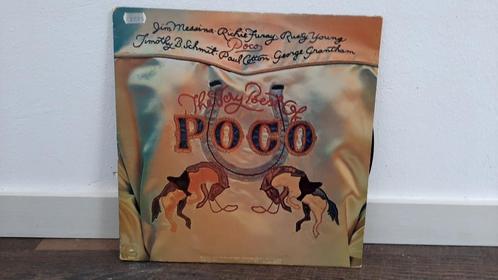 Jim Messina Richie Furay Rusty Young
Poco
Timothy B. Schmit Paul Cotton George Grantham
The Very Best Of
POCO